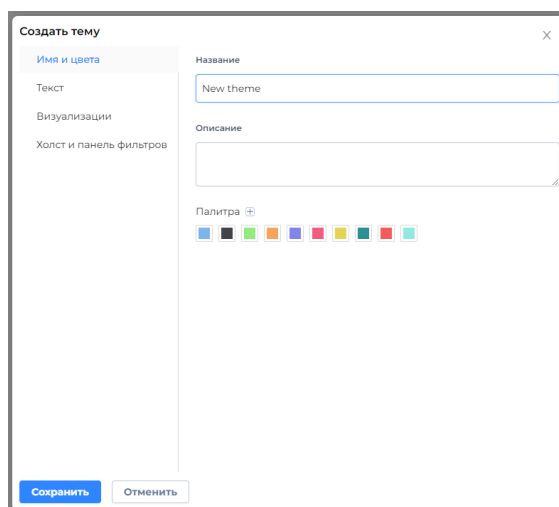 Создать тему
X
Имя и цвета
Текст
Визуализации
Холст и панель фильтров
Название
New theme
Описание
Палитра
Сохранить
Отменить